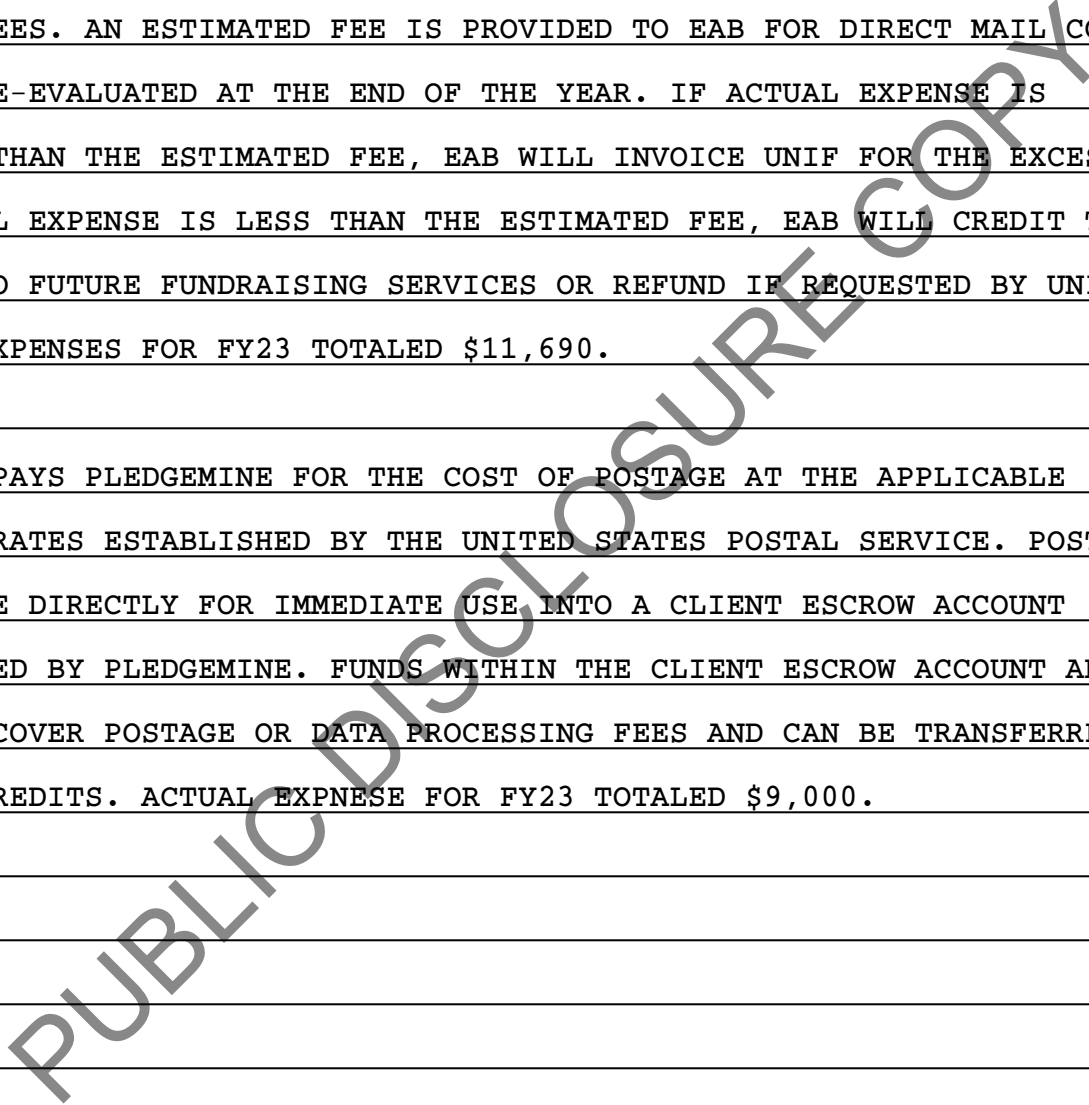 EES. AN ESTIMATED FEE IS PROVIDED TO EAB FOR DIRECT MAIL CO
E-EVALUATED AT THE END OF THE YEAR. IF ACTUAL EXPENSE IS
THAN THE ESTIMATED FEE, EAB WILL INVOICE UNIF FOR THE EXCES
L EXPENSE IS LESS THAN THE ESTIMATED FEE, EAB WILL CREDIT T
O FUTURE FUNDRAISING SERVICES OR REFUND IF REQUESTED BY UNI
XPENSES FOR FY23 TOTALED $11,690.
PAYS PLEDGEMINE FOR THE COST OF POSTAGE AT THE APPLICABLE
RATES ESTABLISHED BY THE UNITED STATES POSTAL SERVICE. POST
E DIRECTLY FOR IMMEDIATE USE INTO A CLIENT ESCROW ACCOUNT
ED BY PLEDGEMINE. FUNDS WITHIN THE CLIENT ESCROW ACCOUNT A
COVER POSTAGE OR DATA PROCESSING FEES AND CAN BE TRANSFERR
REDITS. ACTUAL EXPNESE FOR FY23 TOTALED $9,000.
PUBLIC DISCLOSURE COPY